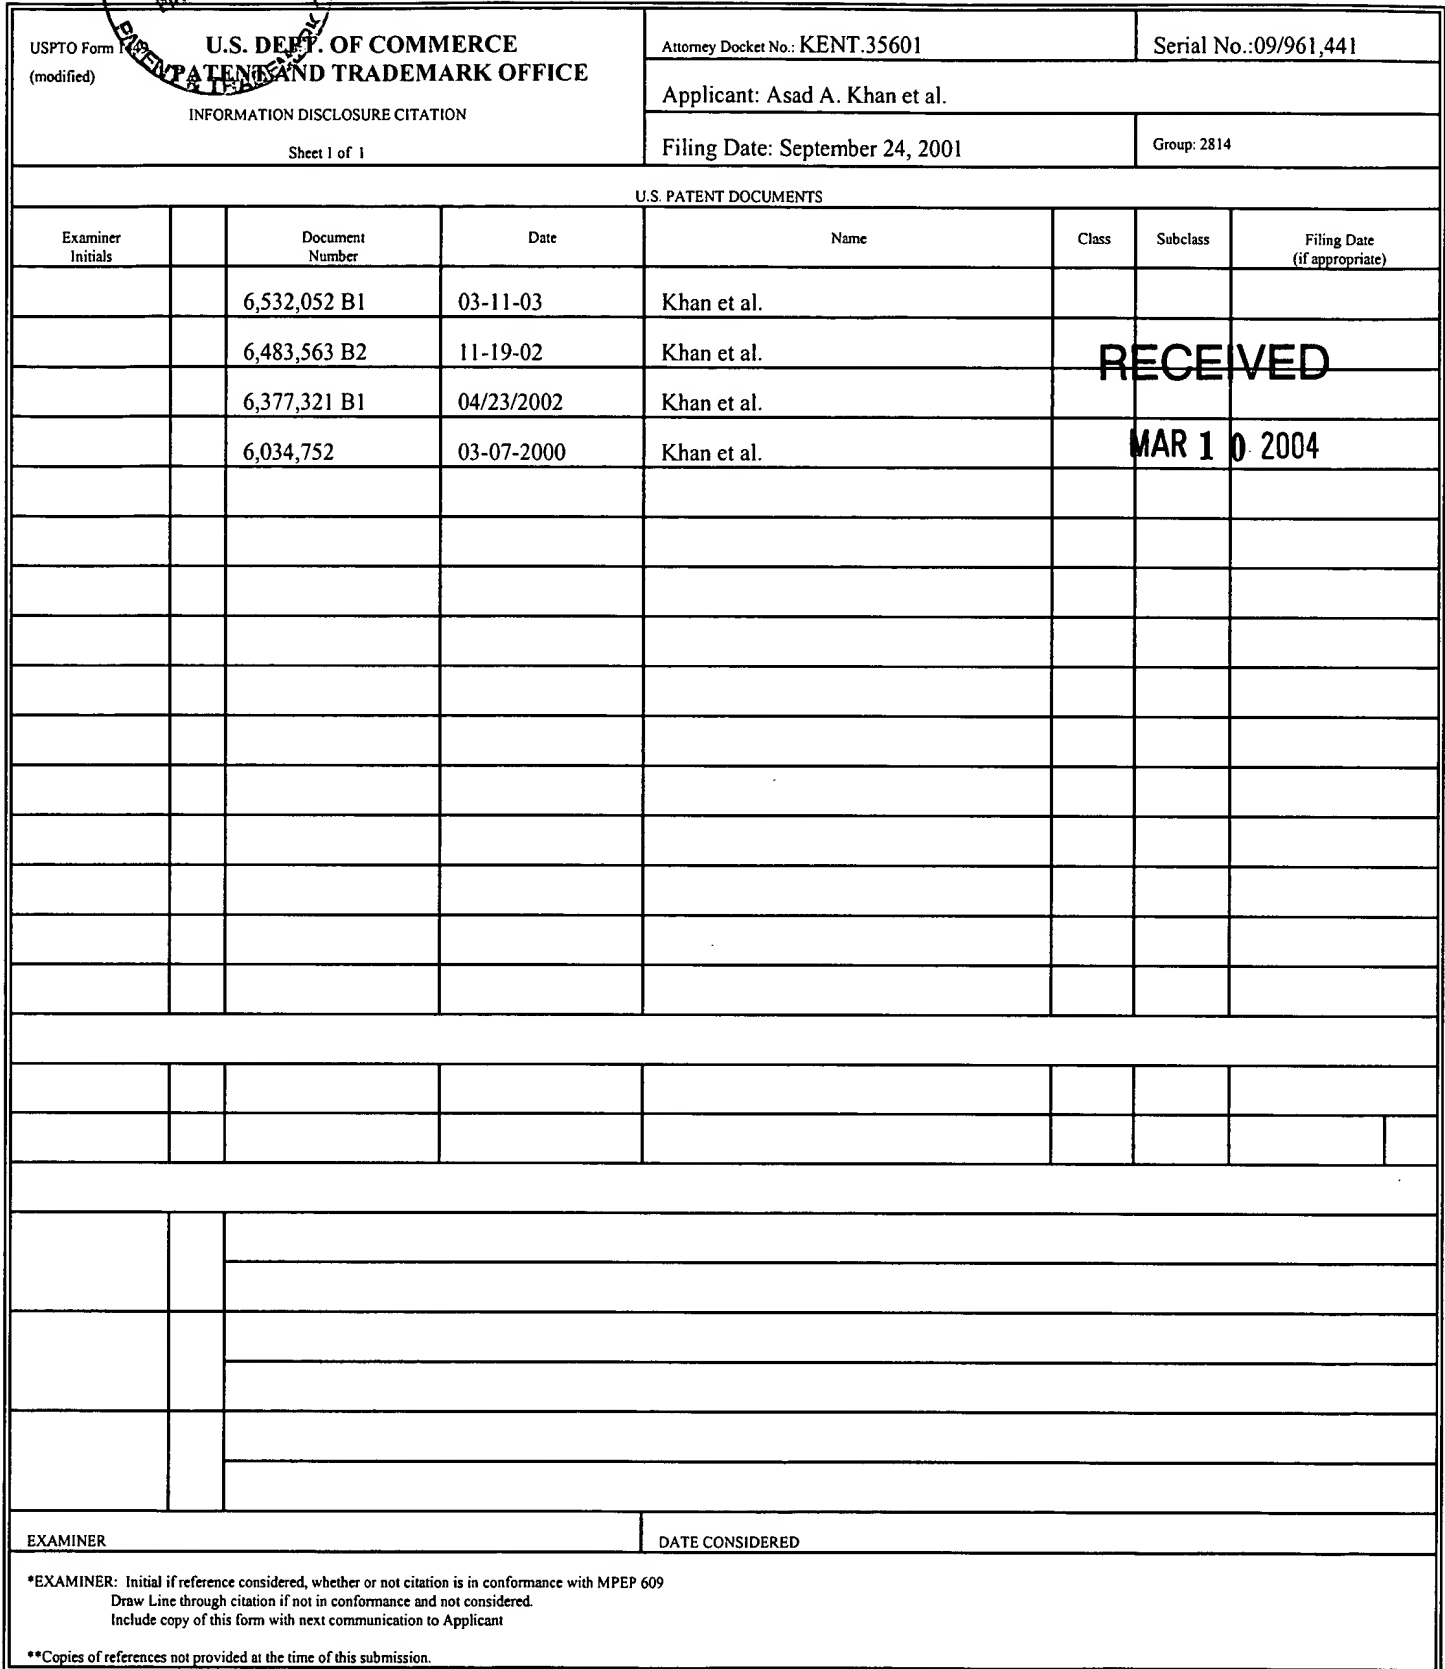 USPTO Form
(modified)
U.S. DEPT. OF COMMERCE
PATENT AND TRADEMARK OFFICE
PATENT & TRADEMARK
INFORMATION DISCLOSURE CITATION
Sheet 1 of 1
Attorney Docket No.: KENT.35601
Serial No.:09/961,441
Applicant: Asad A. Khan et al.
Filing Date: September 24, 2001
Group: 2814
U.S. PATENT DOCUMENTS
Examiner Initials Document Number Date Name Class Subclass Filing Date (if appropriate)
6,532,052 B1 03-11-03 Khan et al.
6,483,563 B2 11-19-02 Khan et al.
RECEIVED
6,377,321 B1 04/23/2002 Khan et al.
6,034,752 03-07-2000 Khan et al.
MAR 10 2004
EXAMINER
DATE CONSIDERED
*EXAMINER: Initial if reference considered, whether or not citation is in conformance with MPEP 609
Draw Line through citation if not in conformance and not considered.
Include copy of this form with next communication to Applicant
**Copies of references not provided at the time of this submission.